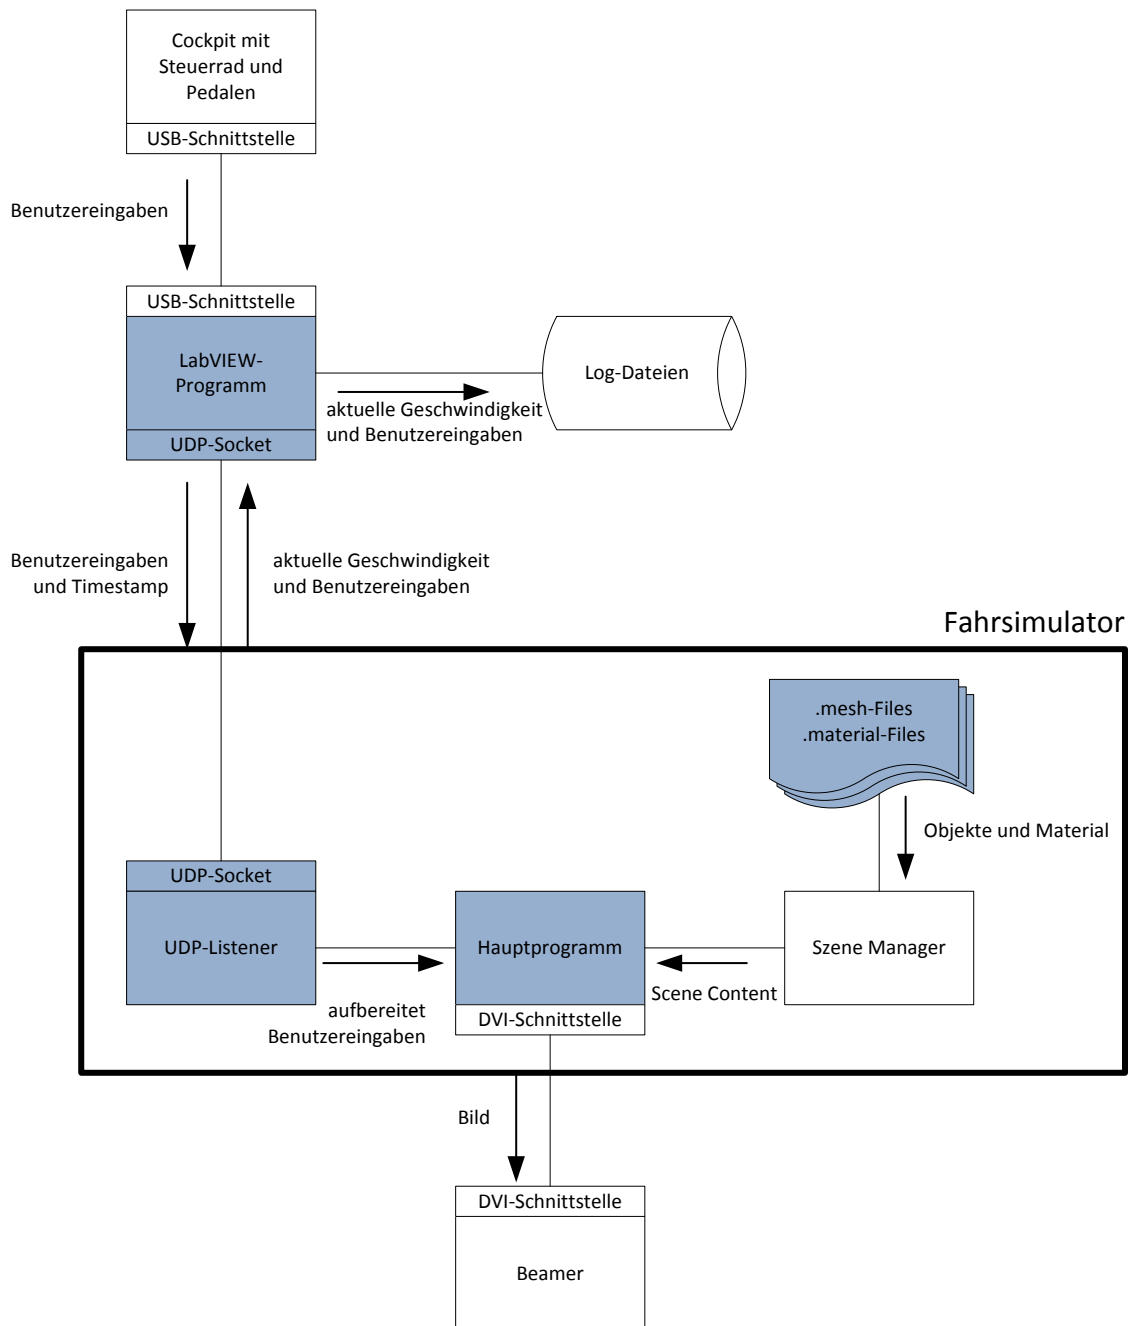 Cockpit mit
Steuerrad und
Pedalen
USB-Schnittstelle
Benutzereingaben
USB-Schnittstelle
LabVIEW-
Programm
UDP-Socket
Log-Dateien
aktuelle Geschwindigkeit
und Benutzereingaben
Benutzereingaben
und Timestamp
aktuelle Geschwindigkeit
und Benutzereingaben
Fahrsimulator
.mesh-Files
.material-Files
Objekte und Material
UDP-Socket
UDP-Listener
Hauptprogramm
Szene Manager
aufbereitet
Benutzereingaben
Scene Content
DVI-Schnittstelle
Bild
DVI-Schnittstelle
Beamer